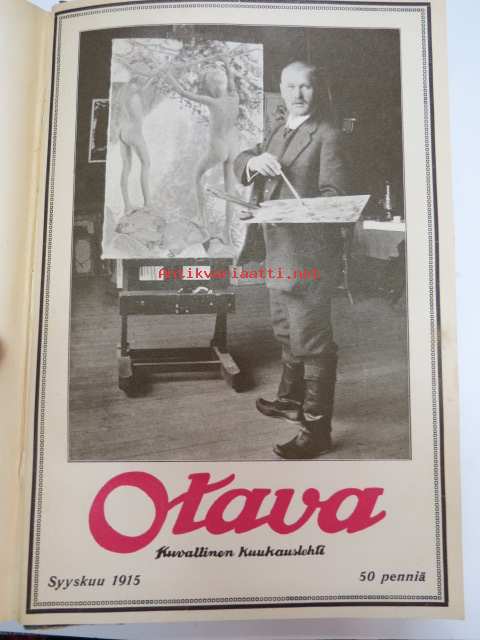 Antikvariaatti.net
Otava
Kuvallinen Kuukauslehti
Syyskuu 1915
50 penniä